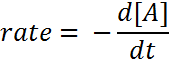 rate = − d[A]/dt